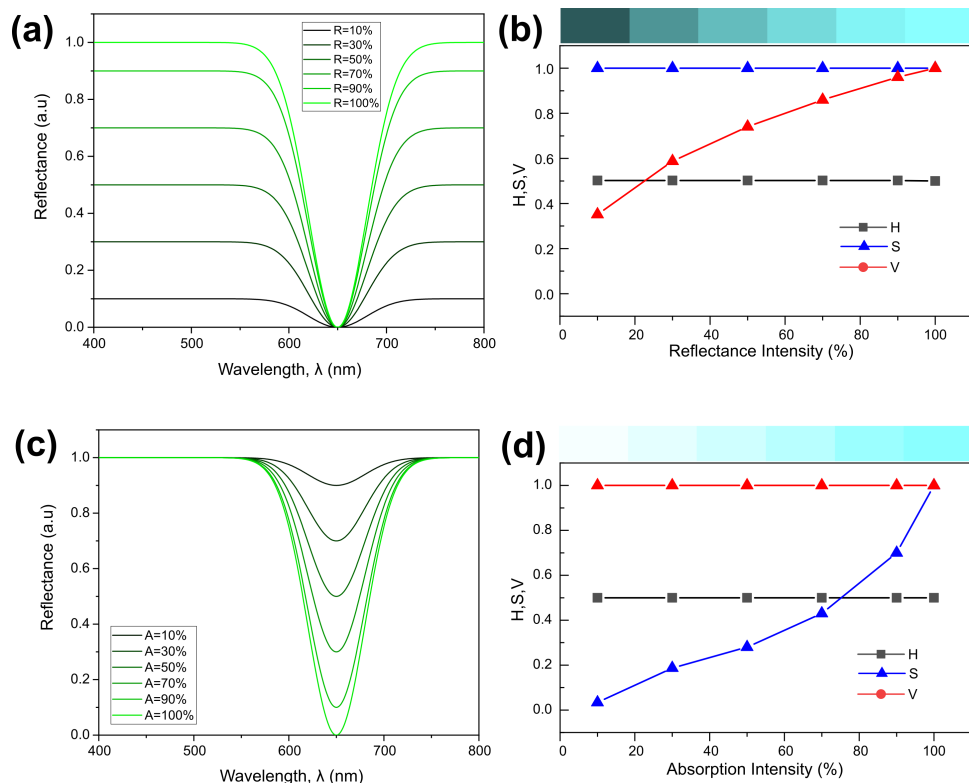 (a)
R=10%
R=30%
R=50%
R=70%
R=90%
R=100%
1.0
0.8
0.6
0.4
0.2
0.0
Reflectance (a.u)
400 500 600 700 800
Wavelength, λ (nm)
(b)
1.0
0.8
0.6
0.4
0.2
0.0
H,S,V
H
S
V
0 20 40 60 80 100
Reflectance Intensity (%)
(c)
1.0
0.8
0.6
0.4
0.2
0.0
Reflectance (a.u)
A=10%
A=30%
A=50%
A=70%
A=90%
A=100%
400 500 600 700 800
Wavelength, λ (nm)
(d)
1.0
0.8
0.6
0.4
0.2
0.0
H,S,V
H
S
V
0 20 40 60 80 100
Absorption Intensity (%)